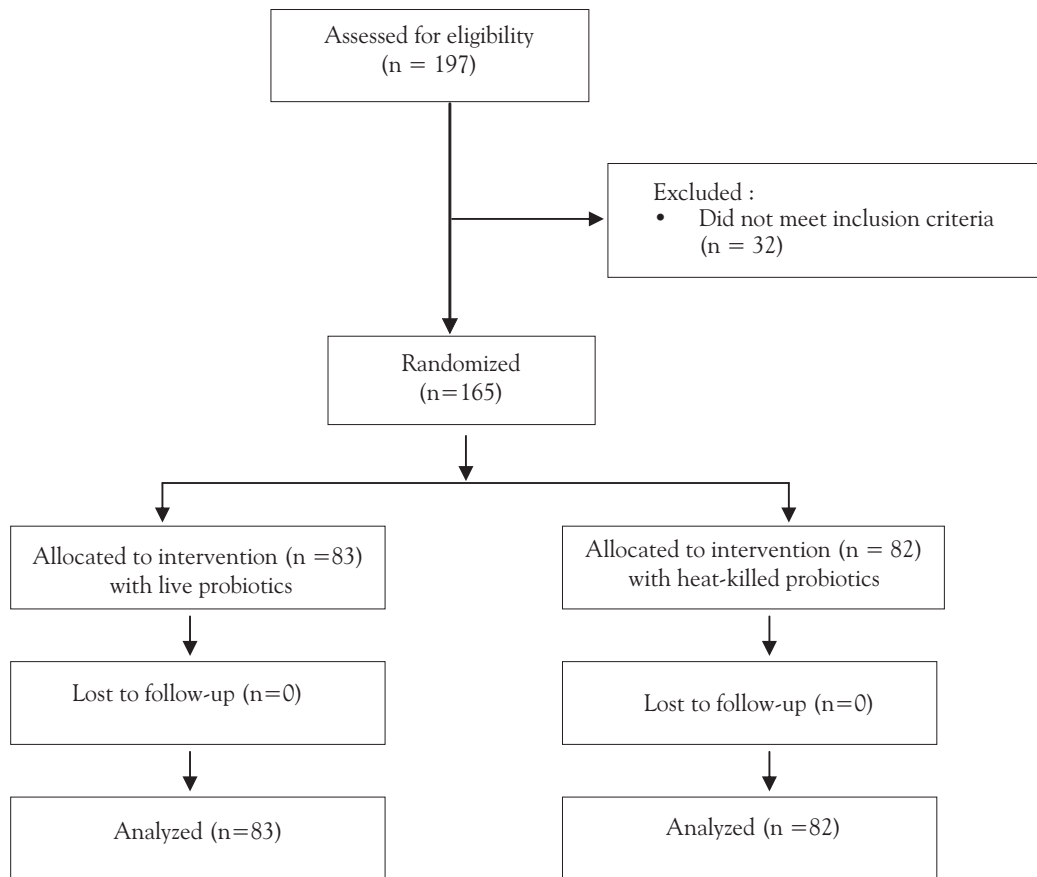 Assessed for eligibility
(n = 197)
Excluded :
• Did not meet inclusion criteria
(n = 32)
Randomized
(n=165)
Allocated to intervention (n =83)
with live probiotics
Allocated to intervention (n = 82)
with heat-killed probiotics
Lost to follow-up (n=0)
Lost to follow-up (n=0)
Analyzed (n=83)
Analyzed (n =82)